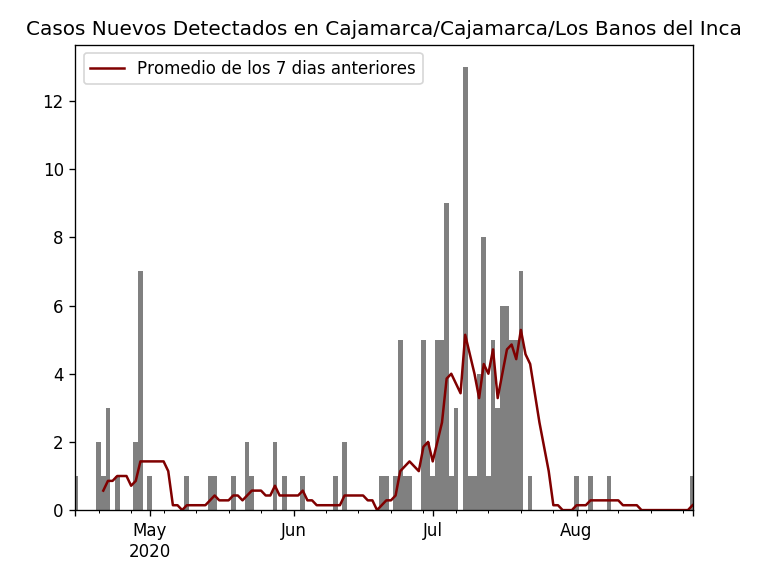 Casos Nuevos Detectados en Cajamarca/Cajamarca/Los Banos del Inca
Promedio de los 7 dias anteriores
12
10
8
6
4
2
0
May Jun Jul Aug
2020